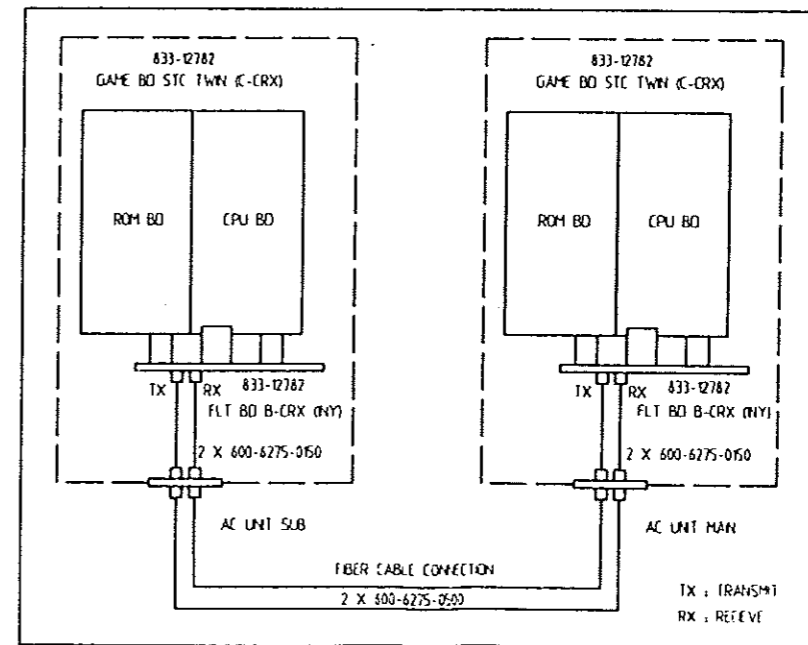 833-12782
GAME BD STC TWIN (C-CRX)
ROM BD
CPU BD
TX
RX
833-12782
FLT BD B-CRX (NY)
2 X 600-6275-0150
AC UNIT SUB
833-12782
GAME BD STC TWIN (C-CRX)
ROM BD
CPU BD
TX
RX
833-12782
FLT BD B-CRX (NY)
2 X 600-6275-0150
AC UNIT MAIN
FIBER CABLE CONNECTION
2 X 600-6275-0500
TX : TRANSMIT
RX : RECIEVE